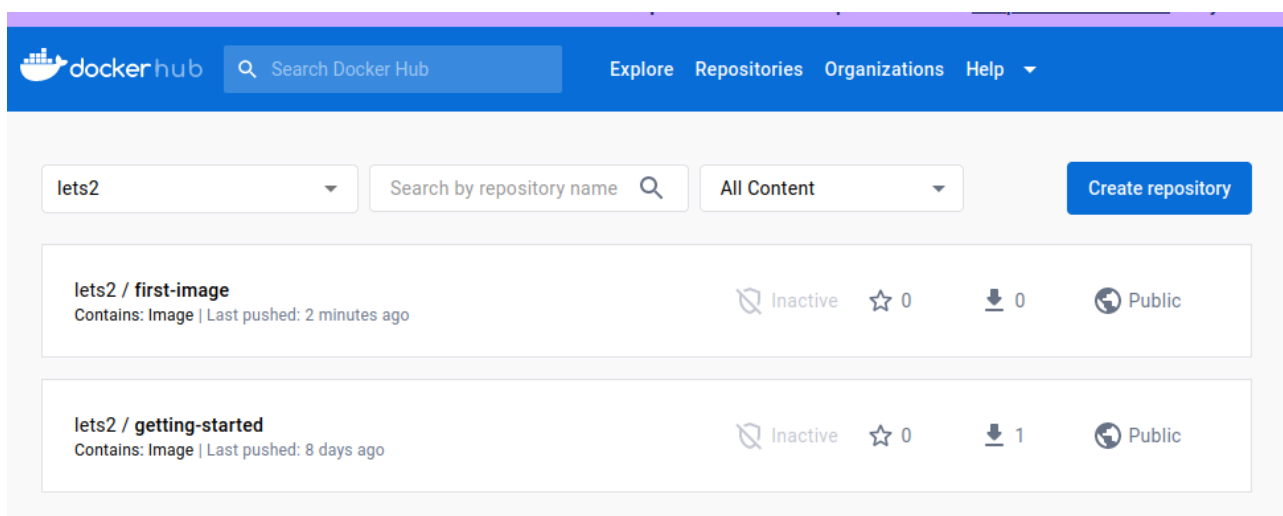 dockerhub
Search Docker Hub
Explore Repositories Organizations Help
lets2
Search by repository name
All Content
Create repository
lets2 / first-image
Contains: Image | Last pushed: 2 minutes ago
Inactive 0 0 Public
lets2 / getting-started
Contains: Image | Last pushed: 8 days ago
Inactive 0 1 Public